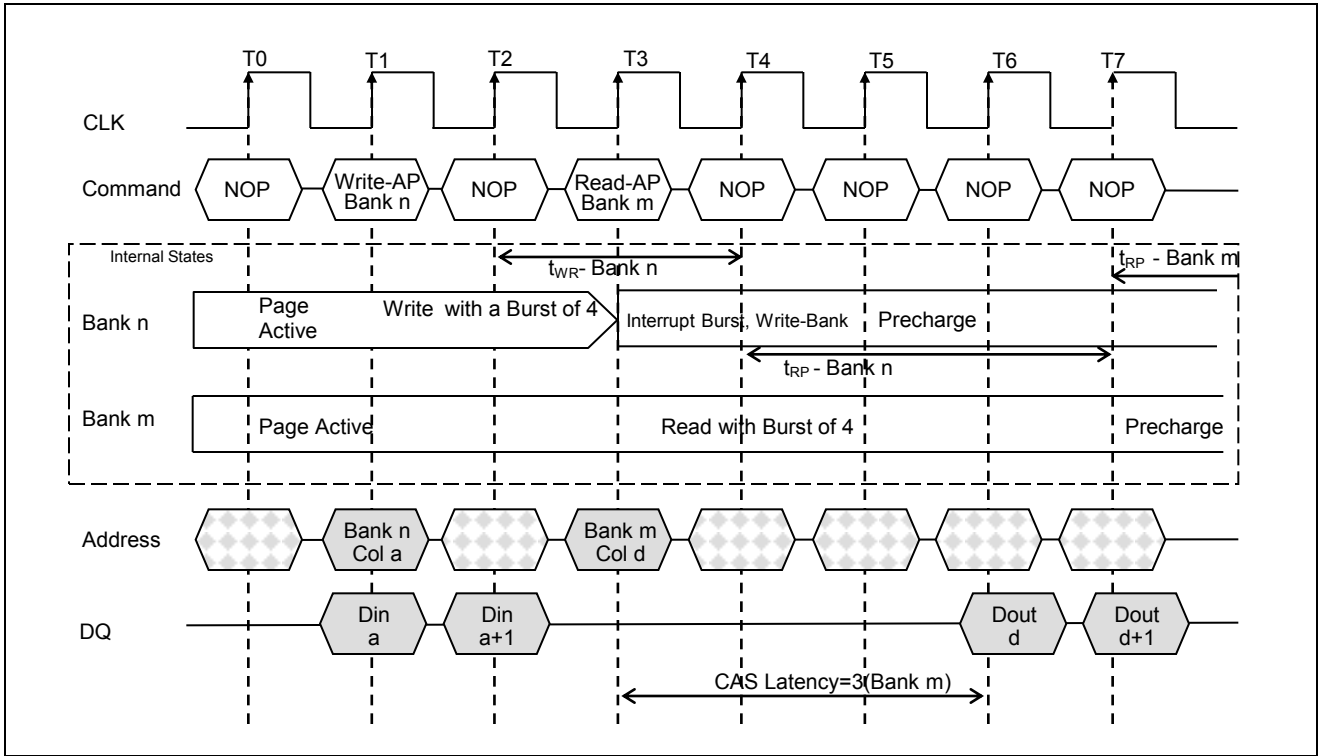 T0 T1 T2 T3 T4 T5 T6 T7
CLK
Command NOP Write-AP NOP Read-AP NOP NOP NOP NOP
Bank n Bank m
Internal States
tWR- Bank n
tRP - Bank m
Bank n
Page
Active
Write with a Burst of 4
Interrupt Burst, Write-Bank Precharge
tRP - Bank n
Bank m
Page Active Read with Burst of 4 Precharge
Address
Bank n
Col a
Bank m
Col d
DQ
Din
a
Din
a+1
Dout
d
Dout
d+1
CAS Latency=3(Bank m)